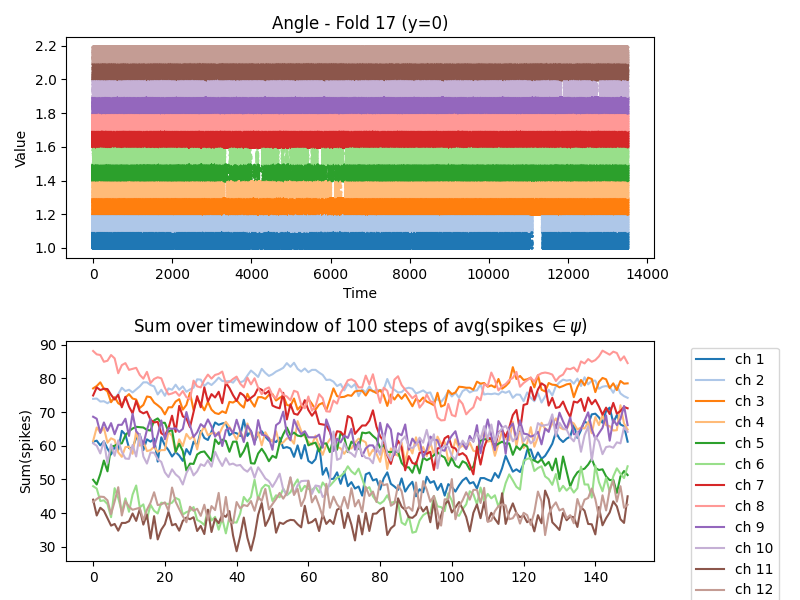 Angle - Fold 17 (y=0)
2.2
2.0
1.8
1.6
1.4
1.2
1.0
Value
0 2000 4000 6000 8000 10000 12000 14000
Time
Sum over timewindow of 100 steps of avg(spikes ∈ψ)
90
80
70
60
50
40
30
Sum(spikes)
0 20 40 60 80 100 120 140
ch 1
ch 2
ch 3
ch 4
ch 5
ch 6
ch 7
ch 8
ch 9
ch 10
ch 11
ch 12